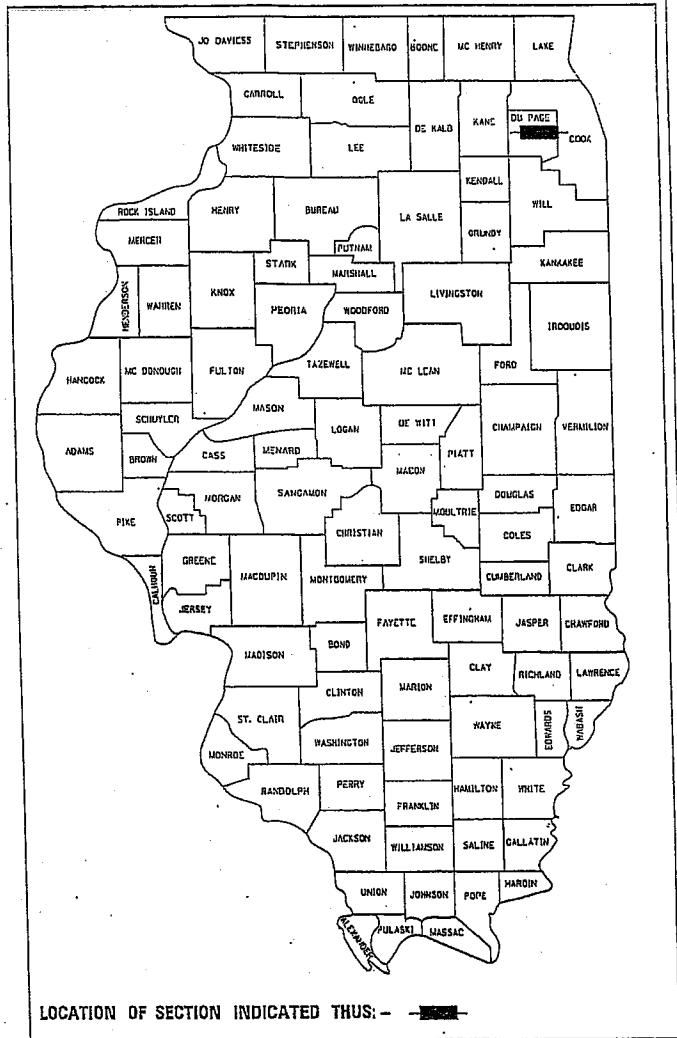 JO DAVIESS STEPHENSON WINNEBAGO BOONE MC HENRY LAKE
CARROLL OGLE
DE KALB KANE DU PAGE COOK
WHITESIDE LEE
KENDALL
ROCK ISLAND HENRY BUREAU LA SALLE GRUNDY WILL
MERCER PUTNAM
STARK MARSHALL KANKAKEE
HENDERSON WARREN KNOX PEORIA WOODFORD LIVINGSTON
IROQUOIS
HANCOCK MC DONOUGH FULTON TAZEWELL MC LEAN FORD
MASON
SCHUYLER LOGAN DE WITT CHAMPAIGN VERMILION
ADAMS BROWN CASS MENARD PIATT
MACON
PIKE SCOTT MORGAN SANGAMON MOULTRIE DOUGLAS EDGAR
CHRISTIAN COLES
CALHOUN GREENE MACOUPIN MONTGOMERY SHELBY CUMBERLAND CLARK
JERSEY FAYETTE EFFINGHAM JASPER CRAWFORD
MADISON BOND
CLAY RICHLAND LAWRENCE
CLINTON MARION
ST. CLAIR WAYNE EDWARDS WABASH
MONROE WASHINGTON JEFFERSON
RANDOLPH PERRY HAMILTON WHITE
FRANKLIN
JACKSON WILLIAMSON SALINE GALLATIN
UNION JOHNSON POPE HARDIN
ALEXANDER PULASKI MASSAC
LOCATION OF SECTION INDICATED THUS:-